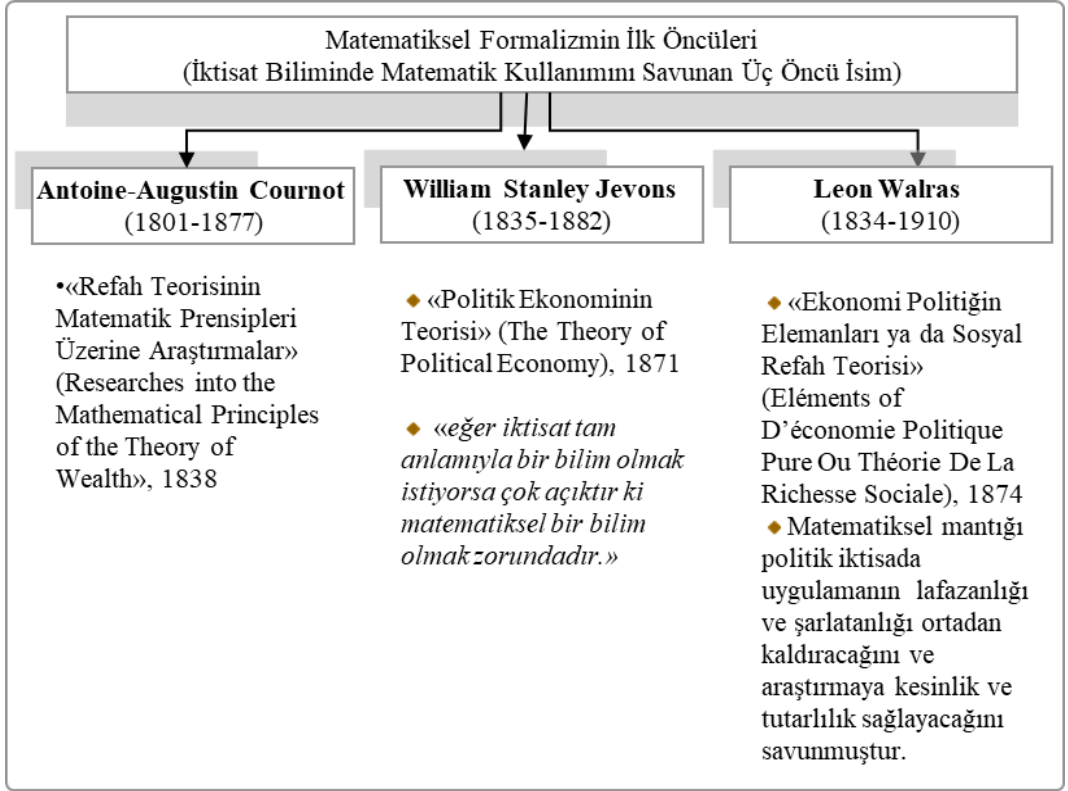 Matematiksel Formalizmin İlk Öncüleri
(İktisat Biliminde Matematik Kullanımını Savunan Üç Öncü İsim)
Antoine-Augustin Cournot
(1801-1877)
•«Refah Teorisinin
Matematik Prensipleri
Üzerine Araştırmalar»
(Researches into the
Mathematical Principles
of the Theory of
Wealth», 1838
William Stanley Jevons
(1835-1882)
◆ «Politik Ekonominin
Teorisi» (The Theory of
Political Economy), 1871
◆ «eğer iktisat tam
anlamıyla bir bilim olmak
istiyorsa çok açıktır ki
matematiksel bir bilim
olmak zorundadır.»
Leon Walras
(1834-1910)
◆ «Ekonomi Politiğin
Elemanları ya da Sosyal
Refah Teorisi»
(Eléments of
D’économie Politique
Pure Ou Théorie De La
Richesse Sociale), 1874
◆ Matematiksel mantığı
politik iktisada
uygulamanın lafazanlığı
ve şarlatanlığı ortadan
kaldıracağını ve
araştırmaya kesinlik ve
tutarlılık sağlayacağını
savunmuştur.